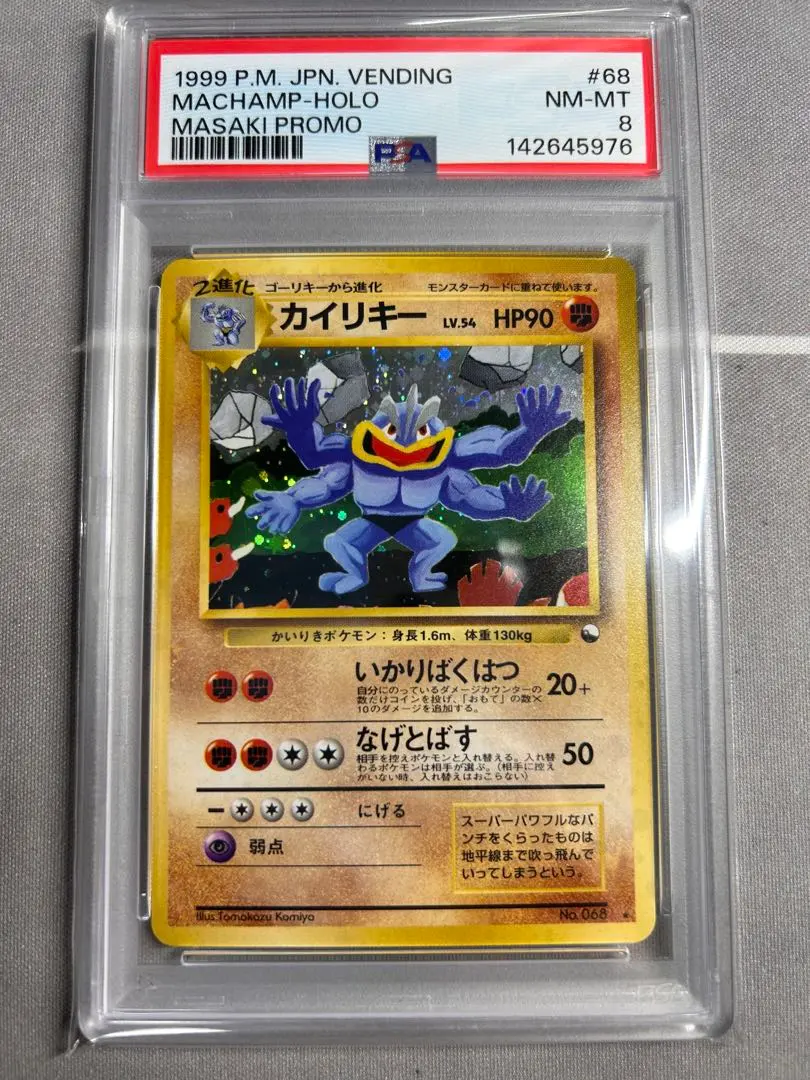 1999 P.M. JPN. VENDING #68
MACHAMP-HOLO NM-MT
MASAKI PROMO 8
PSA 142645976
2進化 ゴーリキーから進化 モンスターカードに重ねて使います。
カイリキー LV.54 HP90
かいりきポケモン：身長1.6m、体重130kg
いかりばくはつ 20+
自分にのっているダメージカウンターの
数だけコインを投げ、「おもて」の数×
10のダメージを追加する。
なげとばす 50
相手を控えポケモンと入れ替える。入れ替
わるポケモンは相手が選ぶ。（相手に控え
がいない時、入れ替えはおこらない）
にげる
弱点
スーパーパワフルなパ
ンチをくらったものは
地平線まで吹っ飛んで
いってしまうという。
Illus.Tomokazu Komiya No. 068 ★